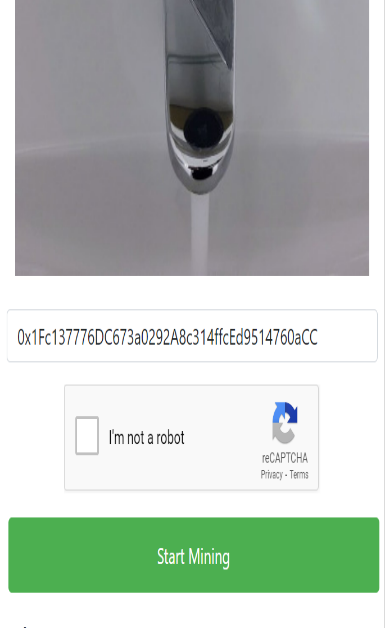 0x1Fc137776DC673a0292A8c314ffcEd9514760aCC
I'm not a robot
reCAPTCHA
Privacy - Terms
Start Mining